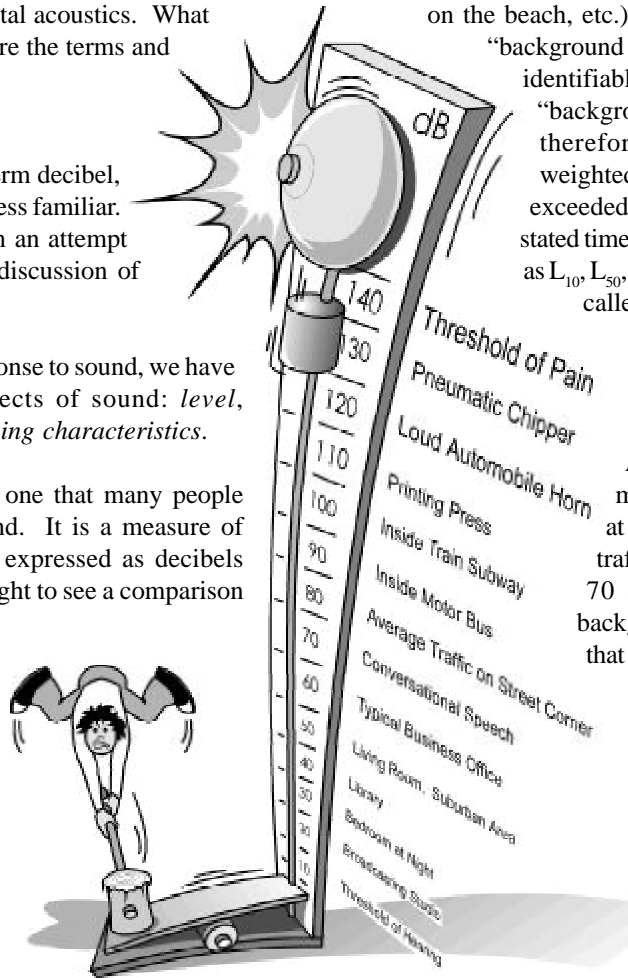 tal acoustics. What
re the terms and
erm decibel,
ess familiar.
n an attempt
discussion of
onse to sound, we have
ects of sound: level,
ing characteristics.
one that many people
nd. It is a measure of
expressed as decibels
ght to see a comparison
dB
140
130
120
110
100
90
80
70
60
50
40
30
20
10
Threshold of Pain
Pneumatic Chipper
Loud Automobile Horn
Printing Press
Inside Train Subway
Inside Motor Bus
Average Traffic on Street Corner
Conversational Speech
Typical Business Office
Living Room, Suburban Area
Library
Bedroom at Night
Broadcasting Studio
Threshold of Hearing
on the beach, etc.)
“background
identifiabl
“backgro
therefor
weighted
exceeded
stated time
as L₁₀, L₅₀,
called
m
at
traf
70
backg
that